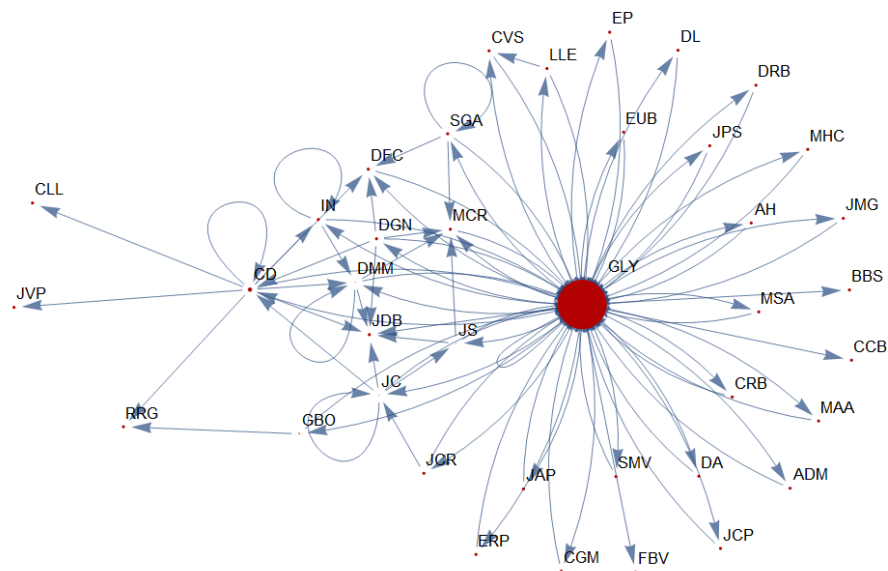 EP
CVS
DL
LLE
DRB
SGA
EUB
JPS
MHC
DFC
CLL
IN
DGN
MCR
AH
JMG
CD
DMM
GLY
BBS
JVP
MSA
JDB
JS
CCB
JC
CRB
RRG
GBO
MAA
JCR
JAP
SMV
DA
ADM
ERP
CGM
FBV
JCP